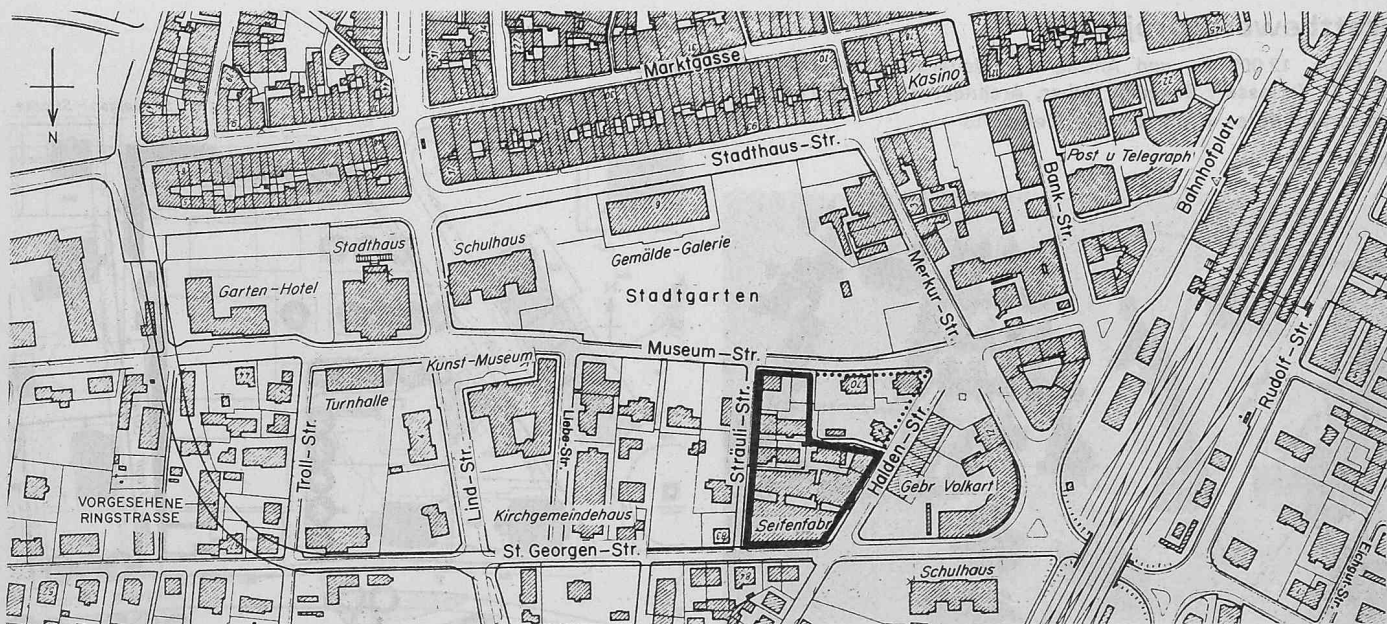 Marktgasse
Kasino
Stadthaus-Str.
Post u Telegraph
Bahnhofplatz
Bank-Str.
N
Stadthaus
Schulhaus
Gemälde-Galerie
Garten-Hotel
Stadtgarten
Merkur-Str.
Museum-Str.
Kunst-Museum
Turnhalle
Rudolf-Str.
Troll-Str.
Lind-Str.
Liebe-Str.
Sträuli-Str.
Halden-Str.
Gebr Volkart
VORGESEHENE
RINGSTRASSE
Kirchgemeindehaus
Seifenfabr
St. Georgen-Str.
Schulhaus
Eichgut-Str.